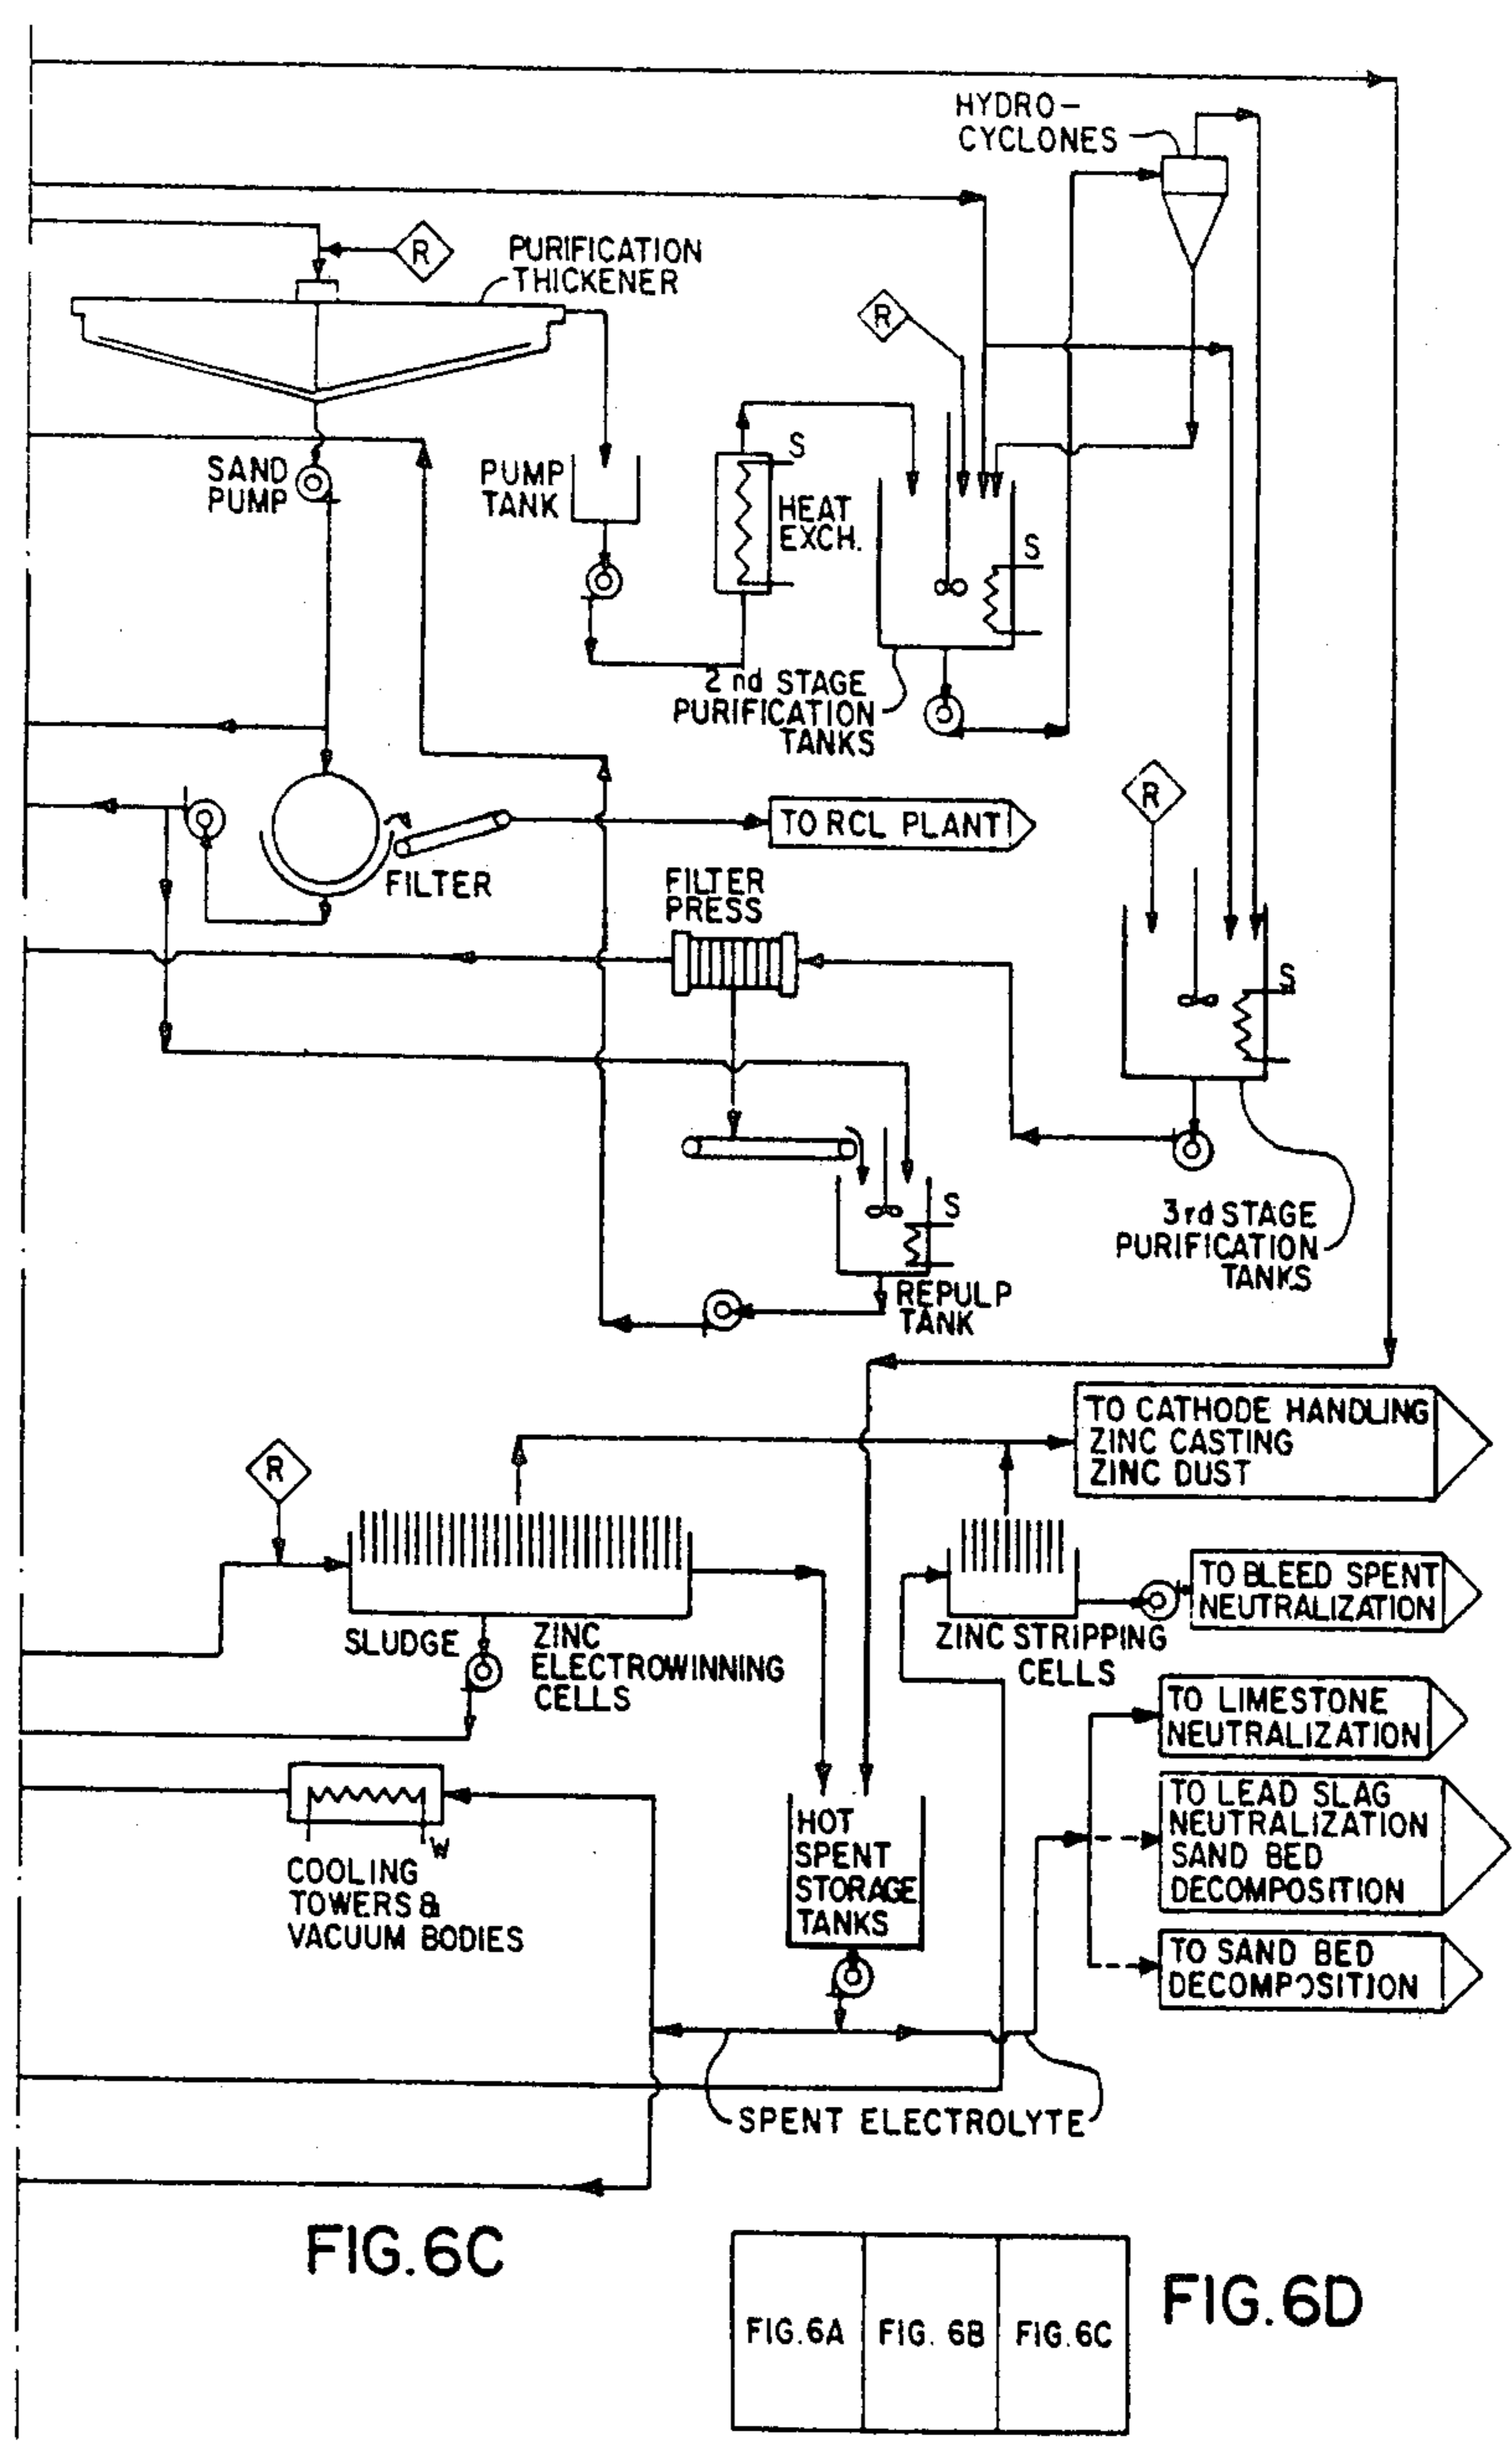 HYDRO-
CYCLONES
R
PURIFICATION
THICKENER
R
SAND
PUMP
PUMP
TANK
S
HEAT
EXCH.
S
2nd STAGE
PURIFICATION
TANKS
R
TO RCL PLANT
FILTER
FILTER
PRESS
S
S
3rd STAGE
PURIFICATION
TANKS
REPULP
TANK
TO CATHODE HANDLING
ZINC CASTING
ZINC DUST
R
TO BLEED SPENT
NEUTRALIZATION
SLUDGE
ZINC
ELECTROWINNING
CELLS
ZINC STRIPPING
CELLS
TO LIMESTONE
NEUTRALIZATION
TO LEAD SLAG
NEUTRALIZATION
SAND BED
DECOMPOSITION
HOT
SPENT
STORAGE
TANKS
W
COOLING
TOWERS &
VACUUM BODIES
TO SAND BED
DECOMPOSITION
SPENT ELECTROLYTE
FIG.6C
FIG.6A
FIG. 6B
FIG.6C
FIG.6D